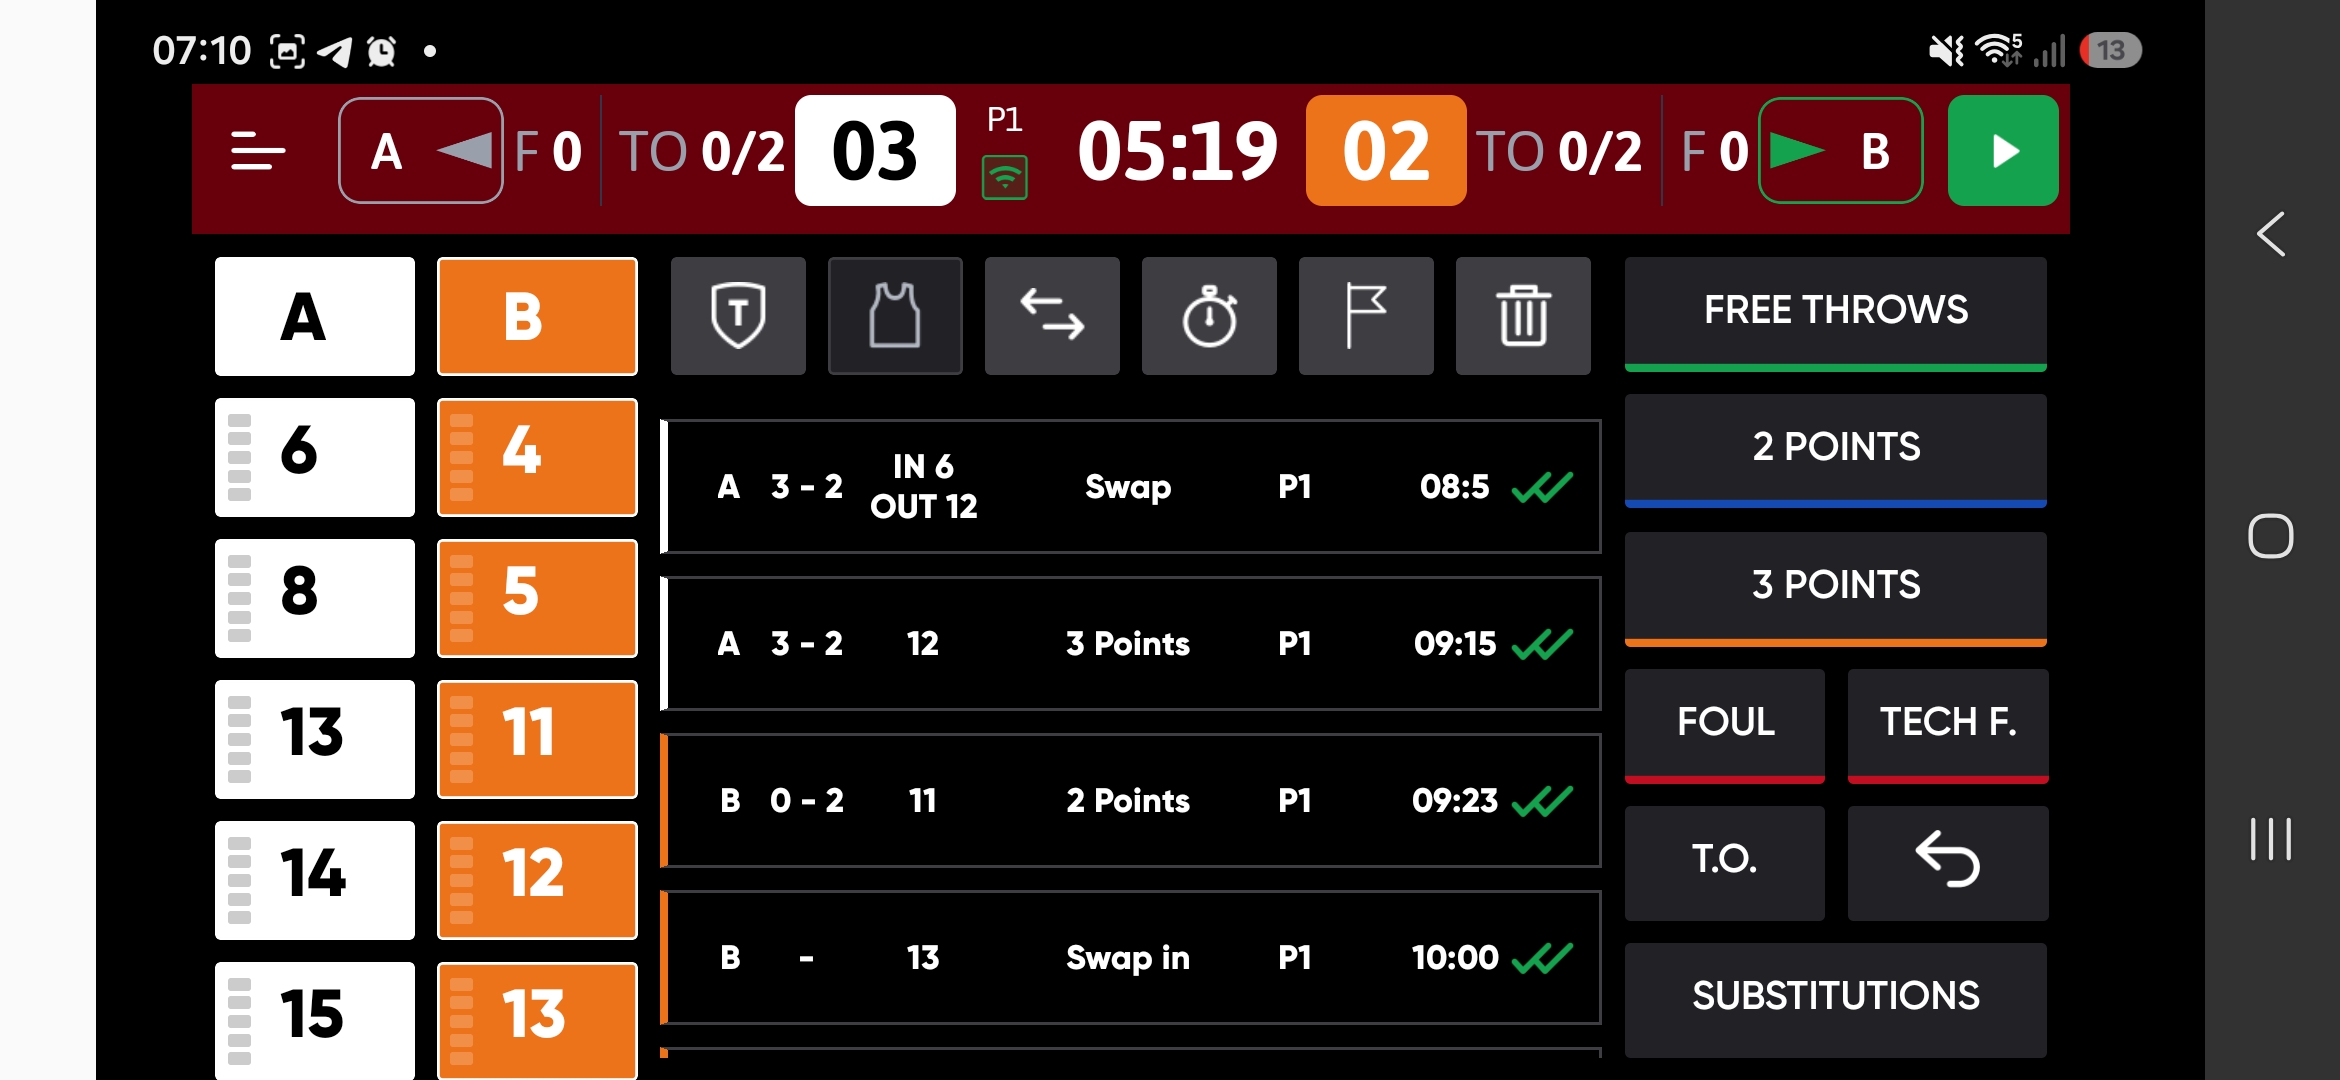 07:10
5
13
A F 0 TO 0/2 03 P1 05:19 02 TO 0/2 F 0 B
A B T FREE THROWS
6 4 2 POINTS
8 5 3 POINTS
13 11 FOUL TECH F.
14 12 T.O.
15 13 SUBSTITUTIONS
A 3 - 2 IN 6 OUT 12 Swap P1 08:5
A 3 - 2 12 3 Points P1 09:15
B 0 - 2 11 2 Points P1 09:23
B - 13 Swap in P1 10:00